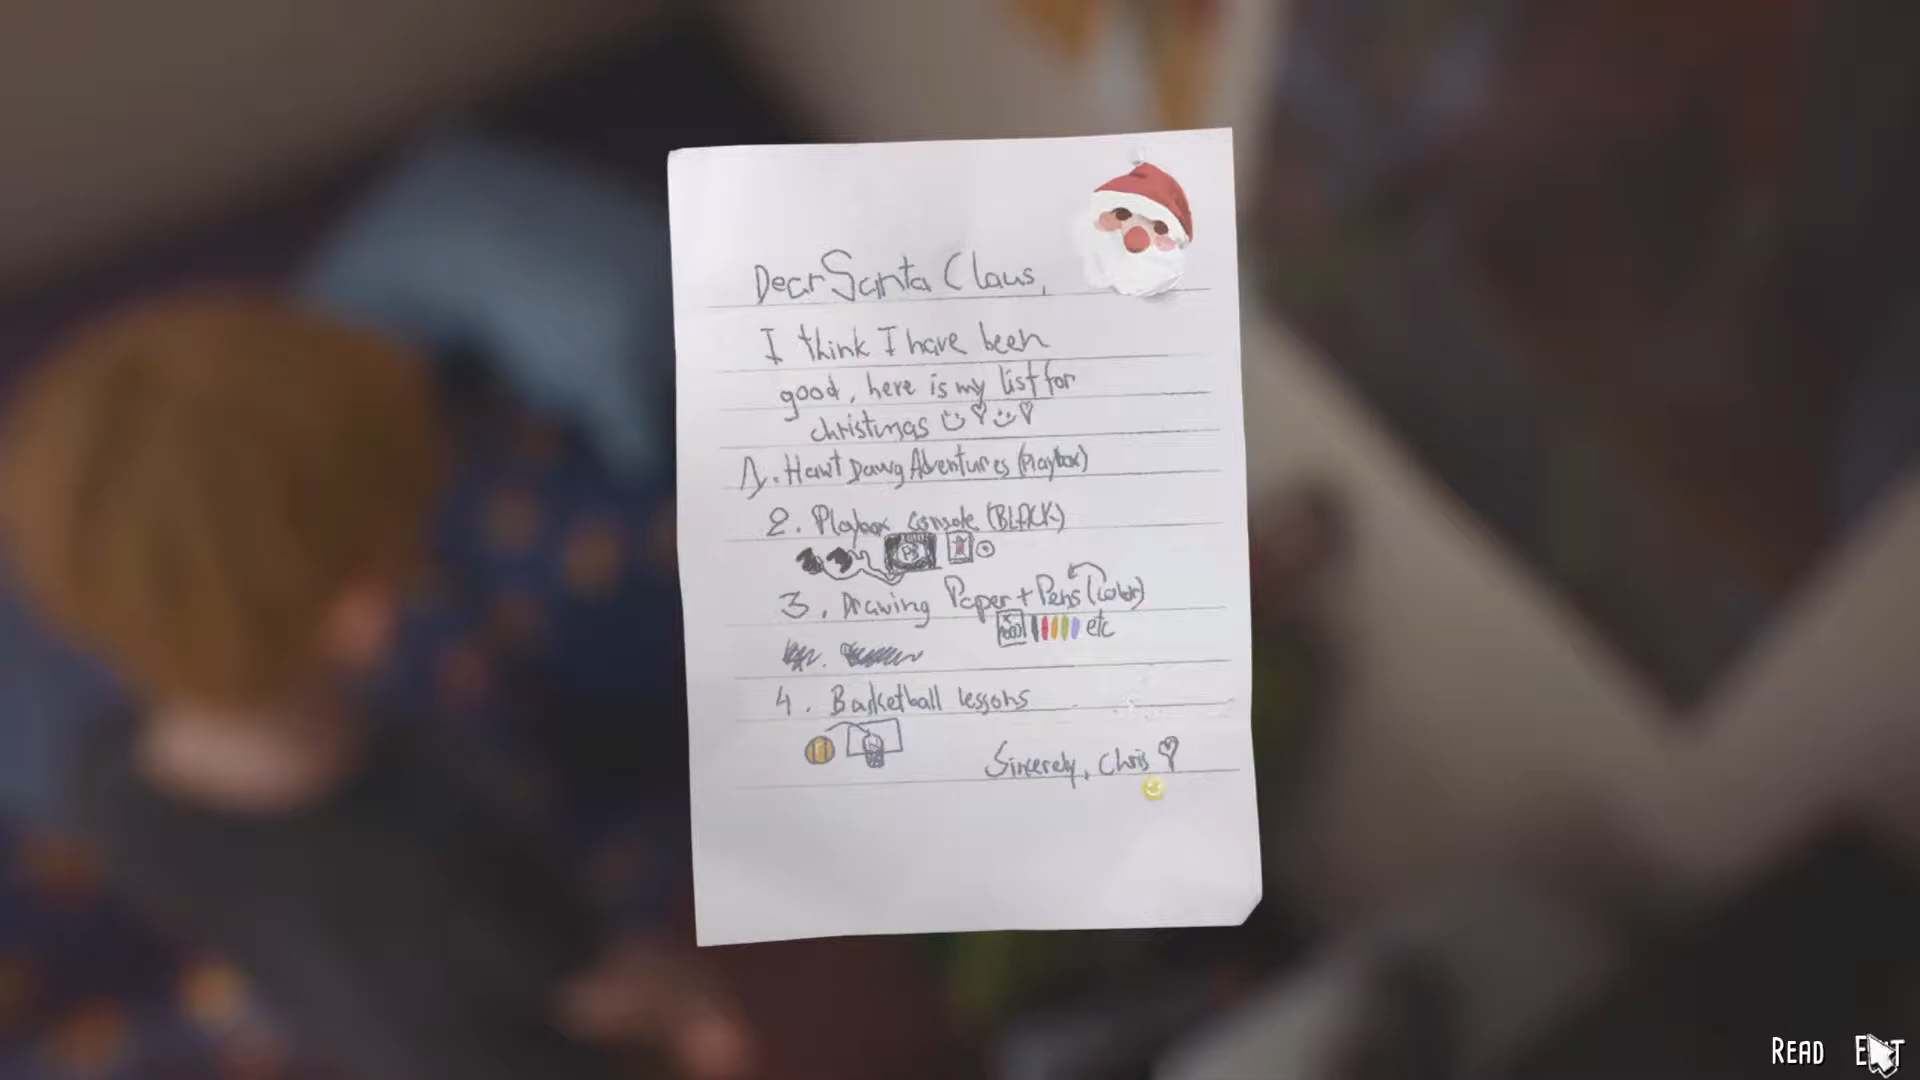 Dear Santa Claus,
I think I have been
good, here is my list for
christmas
1. Hawt Dawg Adventures (Playbox)
2. Playbox console (BLACK)
PB
3. Drawing Paper + Pens (color)
etc
4. Basketball lessons
Sincerely, Chris
READ